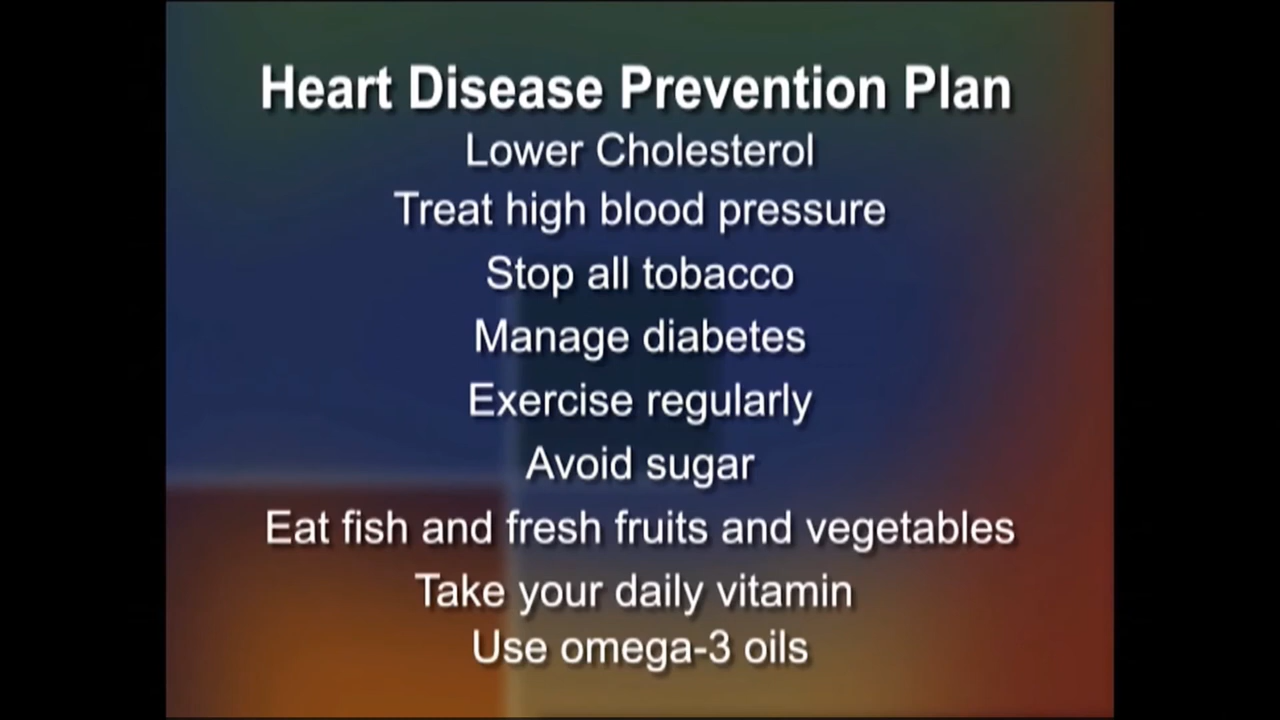 Heart Disease Prevention Plan
Lower Cholesterol
Treat high blood pressure
Stop all tobacco
Manage diabetes
Exercise regularly
Avoid sugar
Eat fish and fresh fruits and vegetables
Take your daily vitamin
Use omega-3 oils